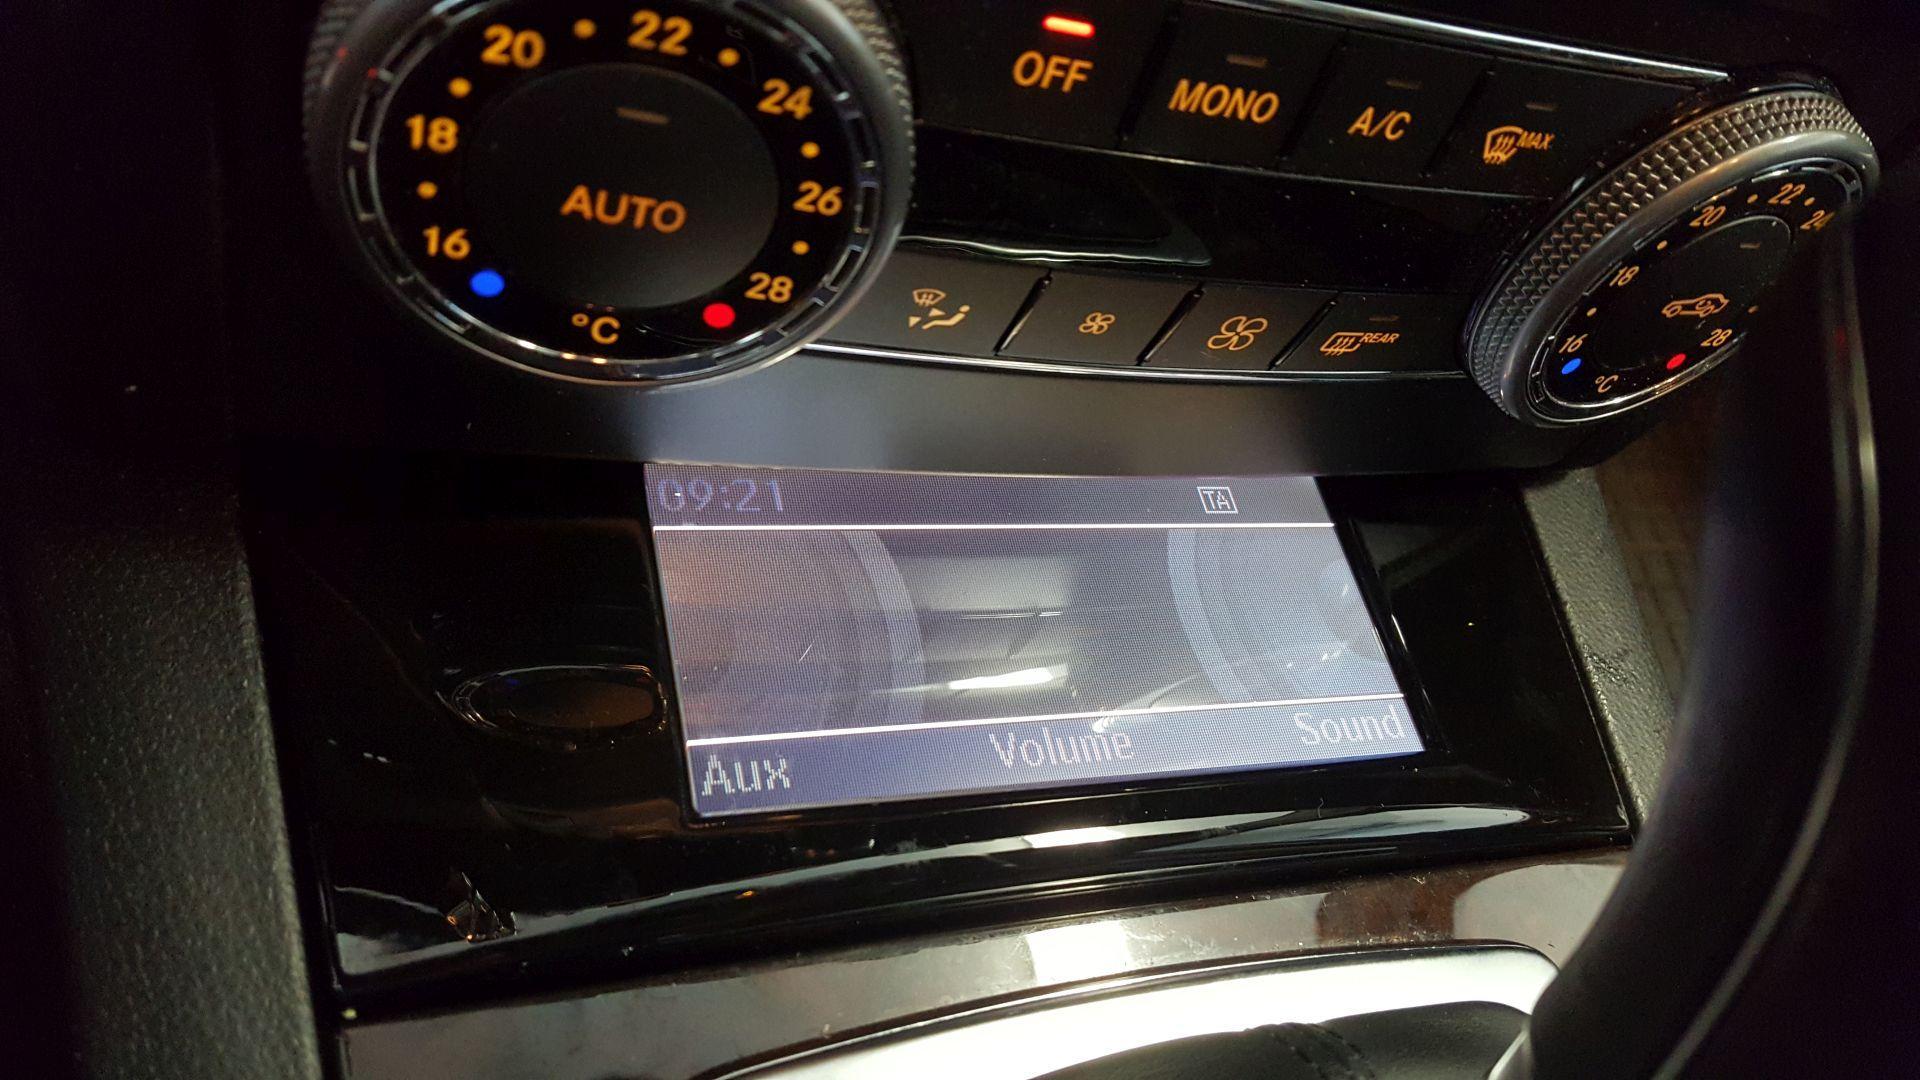 20 22 24
18 26
16 28
AUTO
°C
OFF MONO A/C MAX
REAR
20 22 24
18
16 28
°C
09:21 TA
Aux Volume Sound